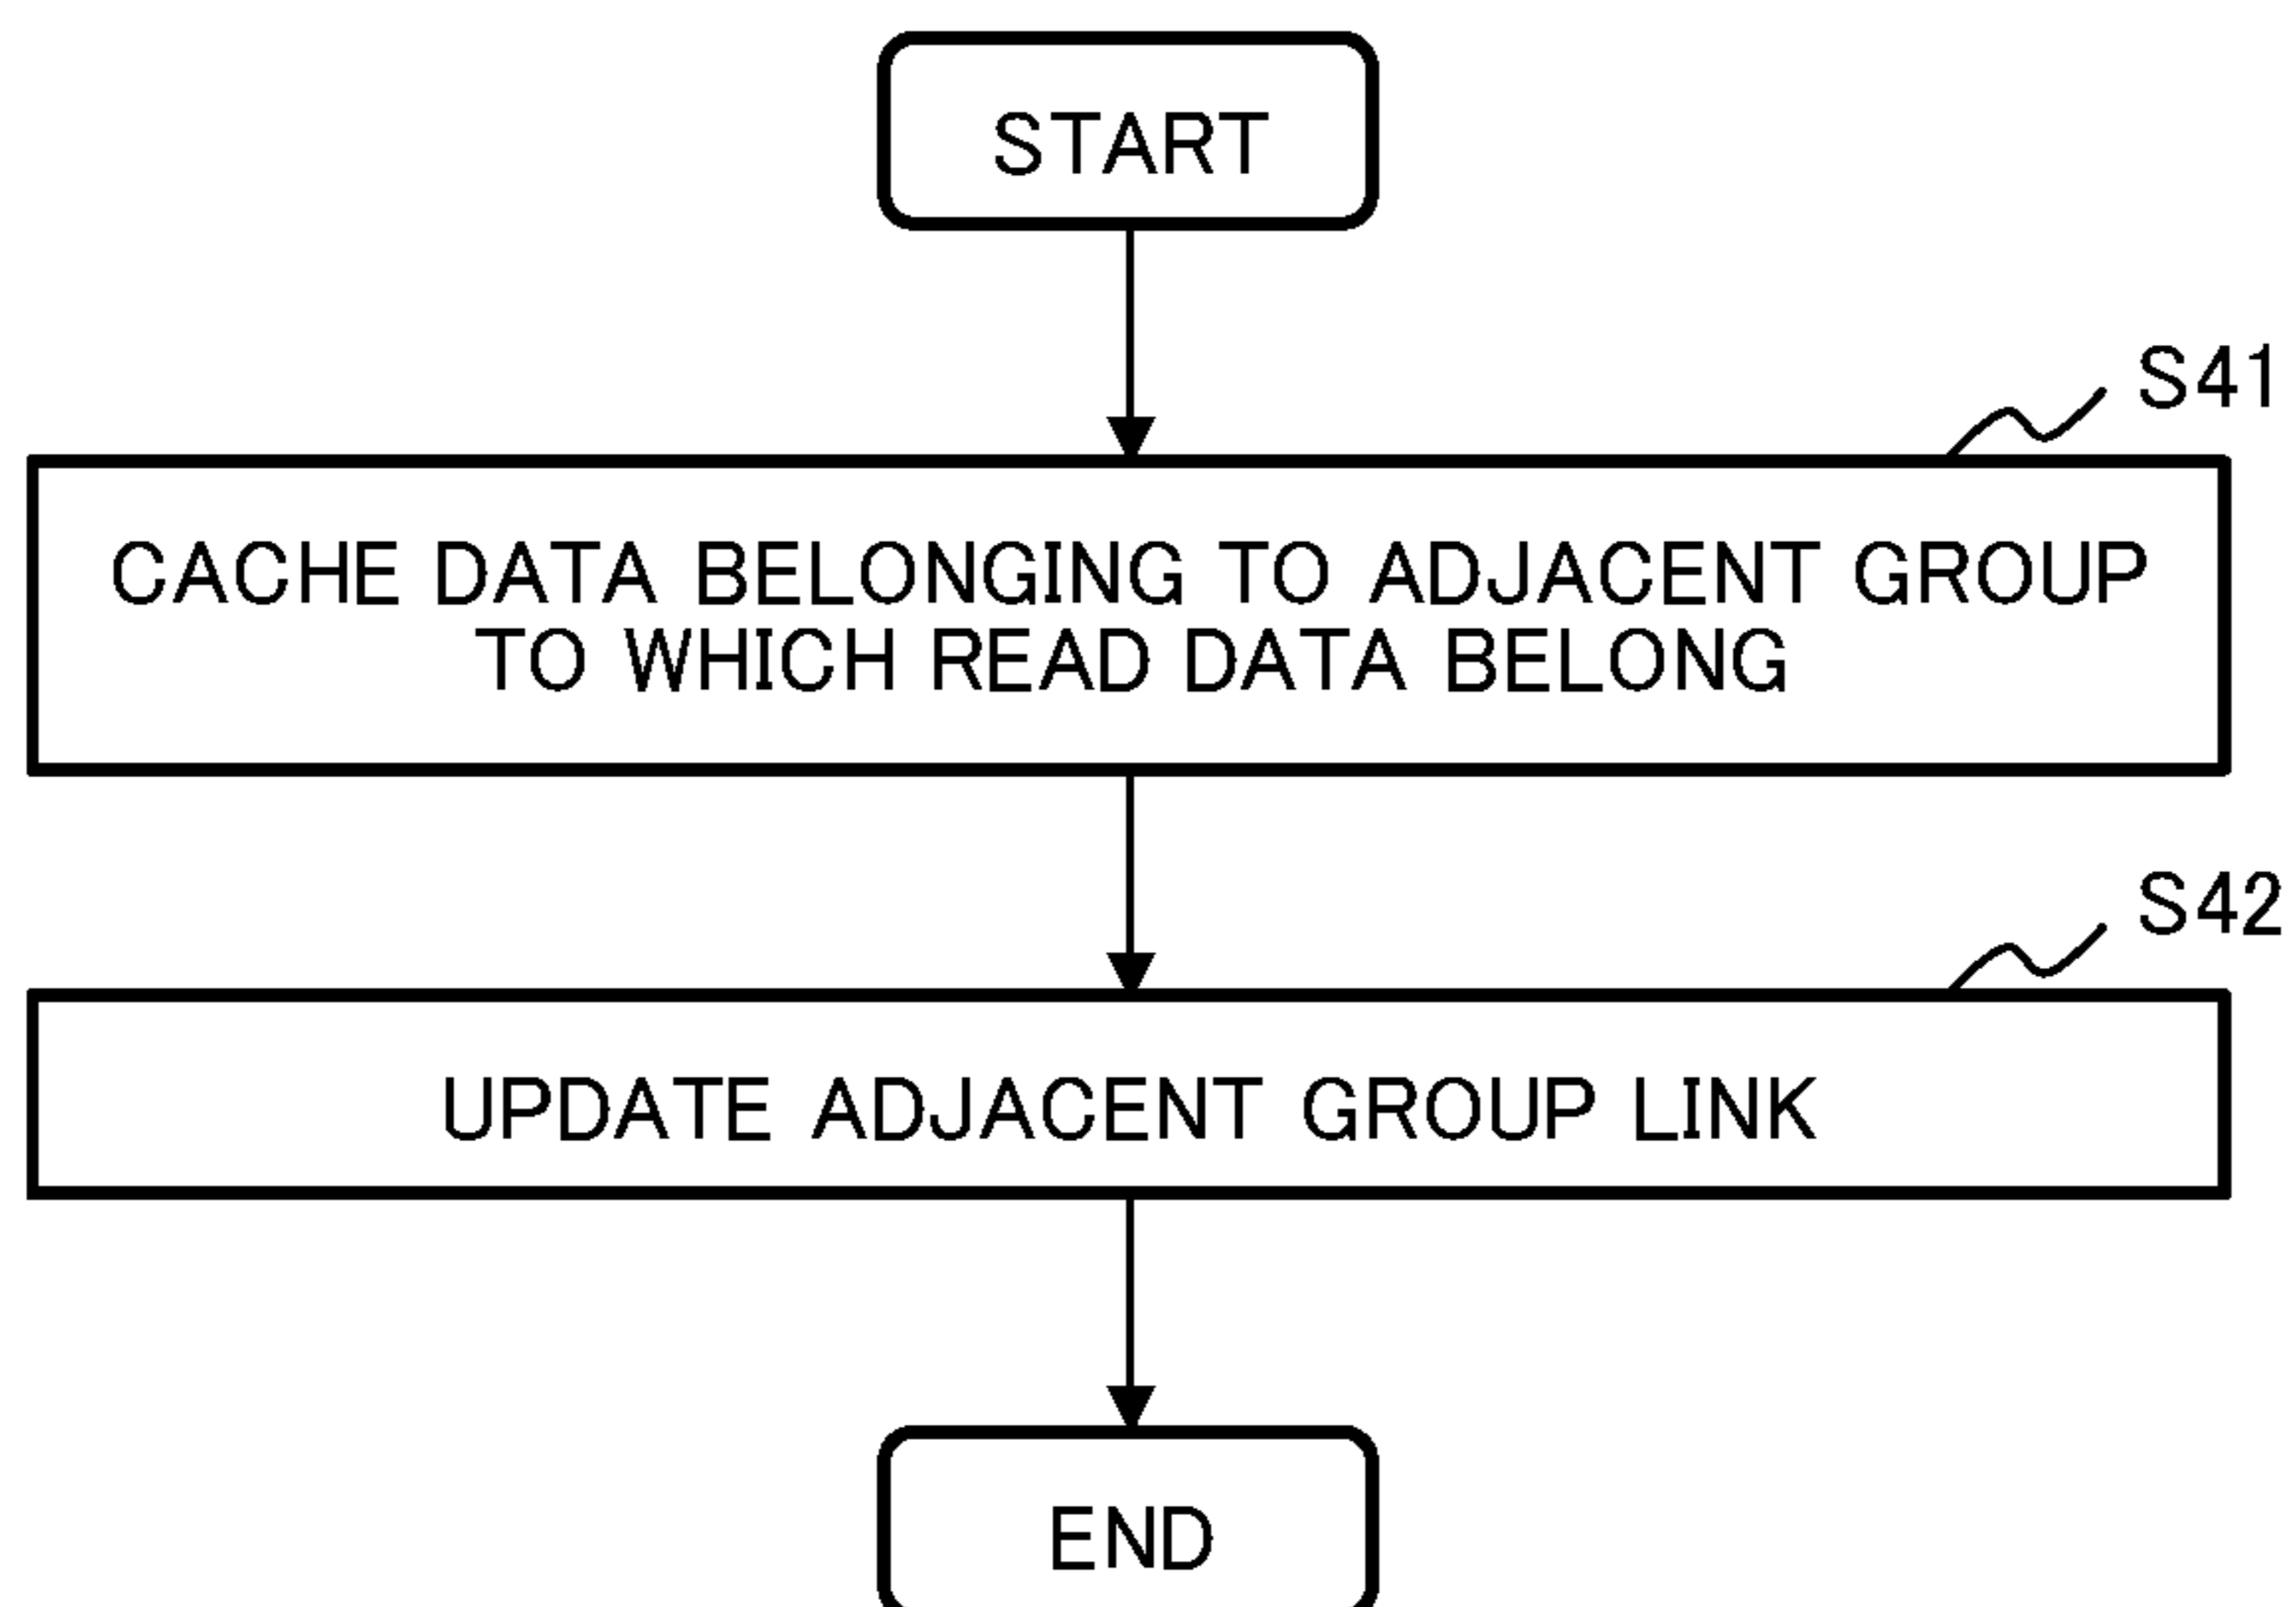 START
S41
CACHE DATA BELONGING TO ADJACENT GROUP
TO WHICH READ DATA BELONG
S42
UPDATE ADJACENT GROUP LINK
END